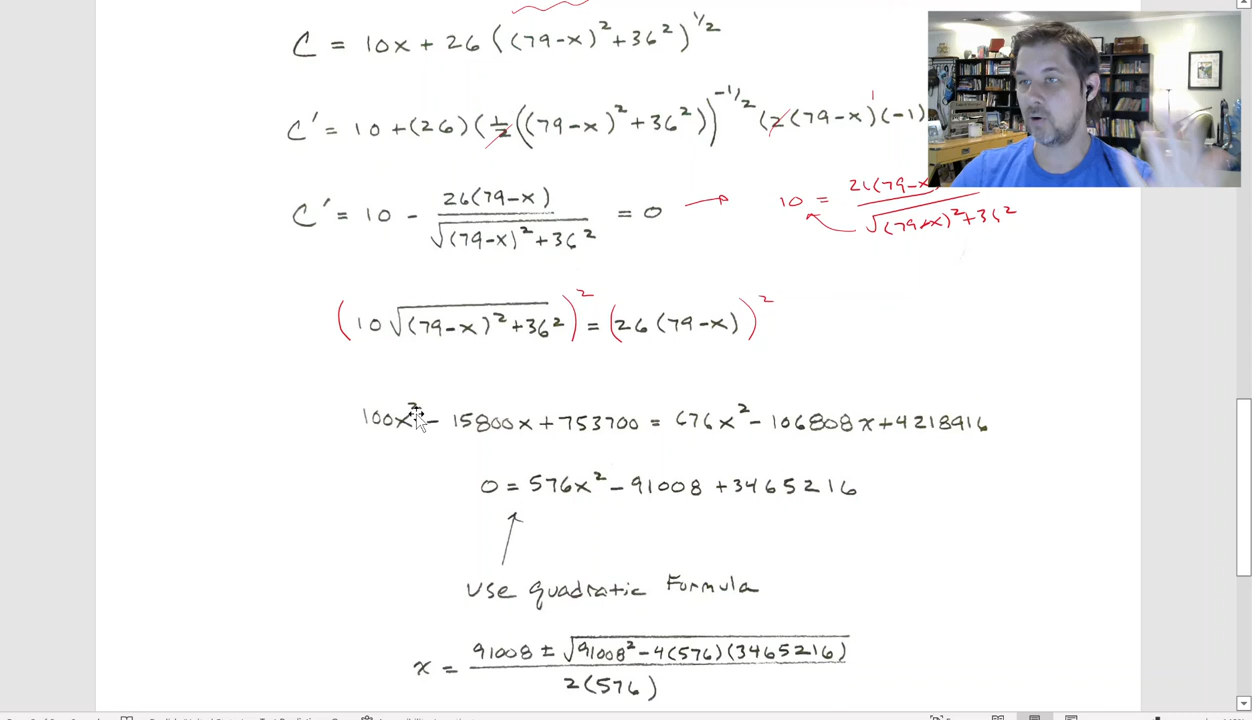 C = 10x + 26 ((79-x)² + 36²)^1/2
C' = 10 + (26) (1/2 ((79-x)² + 36²))^-1/2 (2(79-x)^1 (-1)
C' = 10 - 26(79-x) / √(79-x)² + 36² = 0 → 10 = 26(79-x / √(79-x)² + 36²
(10 √(79-x)² + 36²)² = (26 (79-x))²
100x² - 15800x + 753700 = 676x² - 106808x + 4218916
0 = 576x² - 91008 + 3465216
Use quadratic Formula
x = 91008 ± √91008² - 4(576)(3465216) / 2(576)